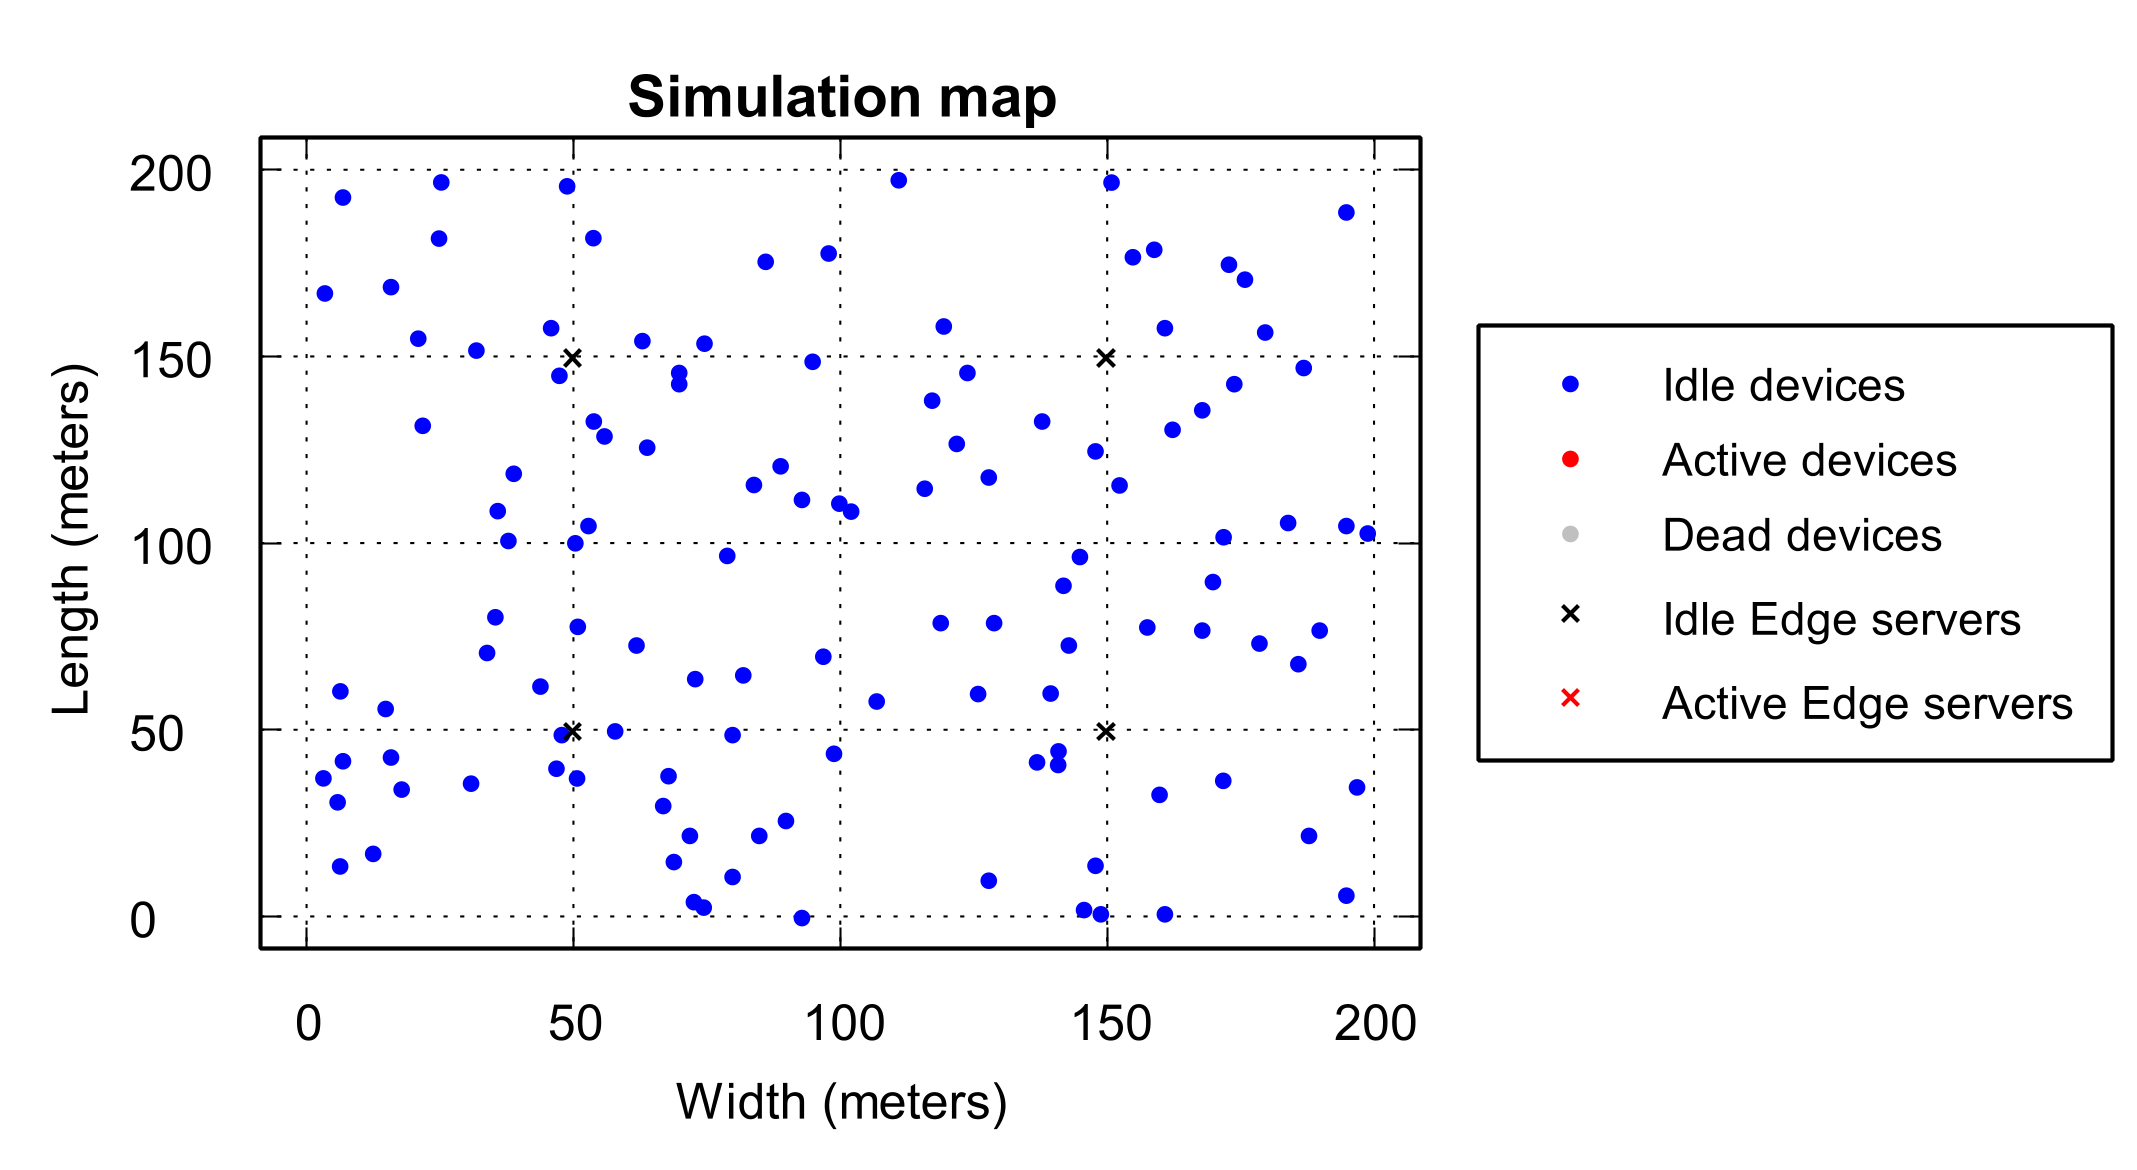 Simulation map
200
150
100
50
0
Length (meters)
0 50 100 150 200
Width (meters)
Idle devices
Active devices
Dead devices
Idle Edge servers
Active Edge servers